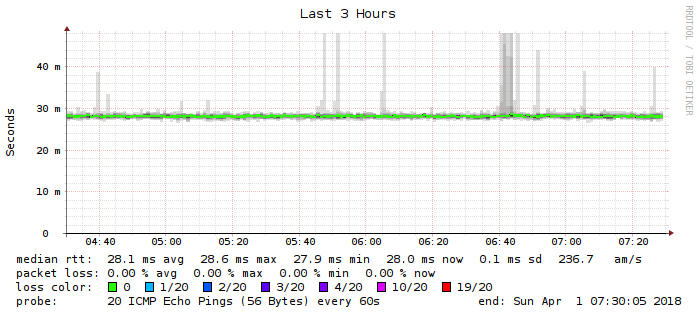 Last 3 Hours
RRDTOOL / TOBI OETIKER
Seconds
40 m
30 m
20 m
10 m
0
04:40 05:00 05:20 05:40 06:00 06:20 06:40 07:00 07:20
median rtt: 28.1 ms avg 28.6 ms max 27.9 ms min 28.0 ms now 0.1 ms sd 236.7 am/s
packet loss: 0.00 % avg 0.00 % max 0.00 % min 0.00 % now
loss color: 0 1/20 2/20 3/20 4/20 10/20 19/20
probe: 20 ICMP Echo Pings (56 Bytes) every 60s end: Sun Apr 1 07:30:05 2018